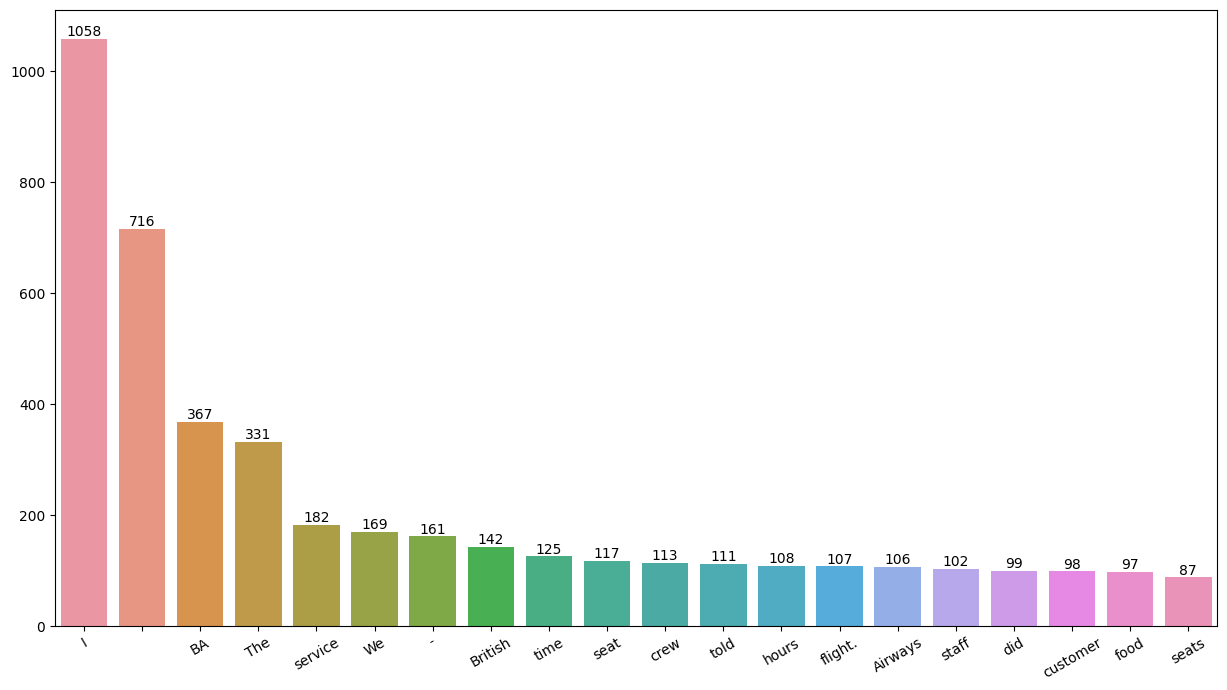 1058
716
367
331
182
169
161
142
125
117
113
111
108
107
106
102
99
98
97
87
1000
800
600
400
200
0
I
BA
The
service
We
-
British
time
seat
crew
told
hours
flight.
Airways
staff
did
customer
food
seats